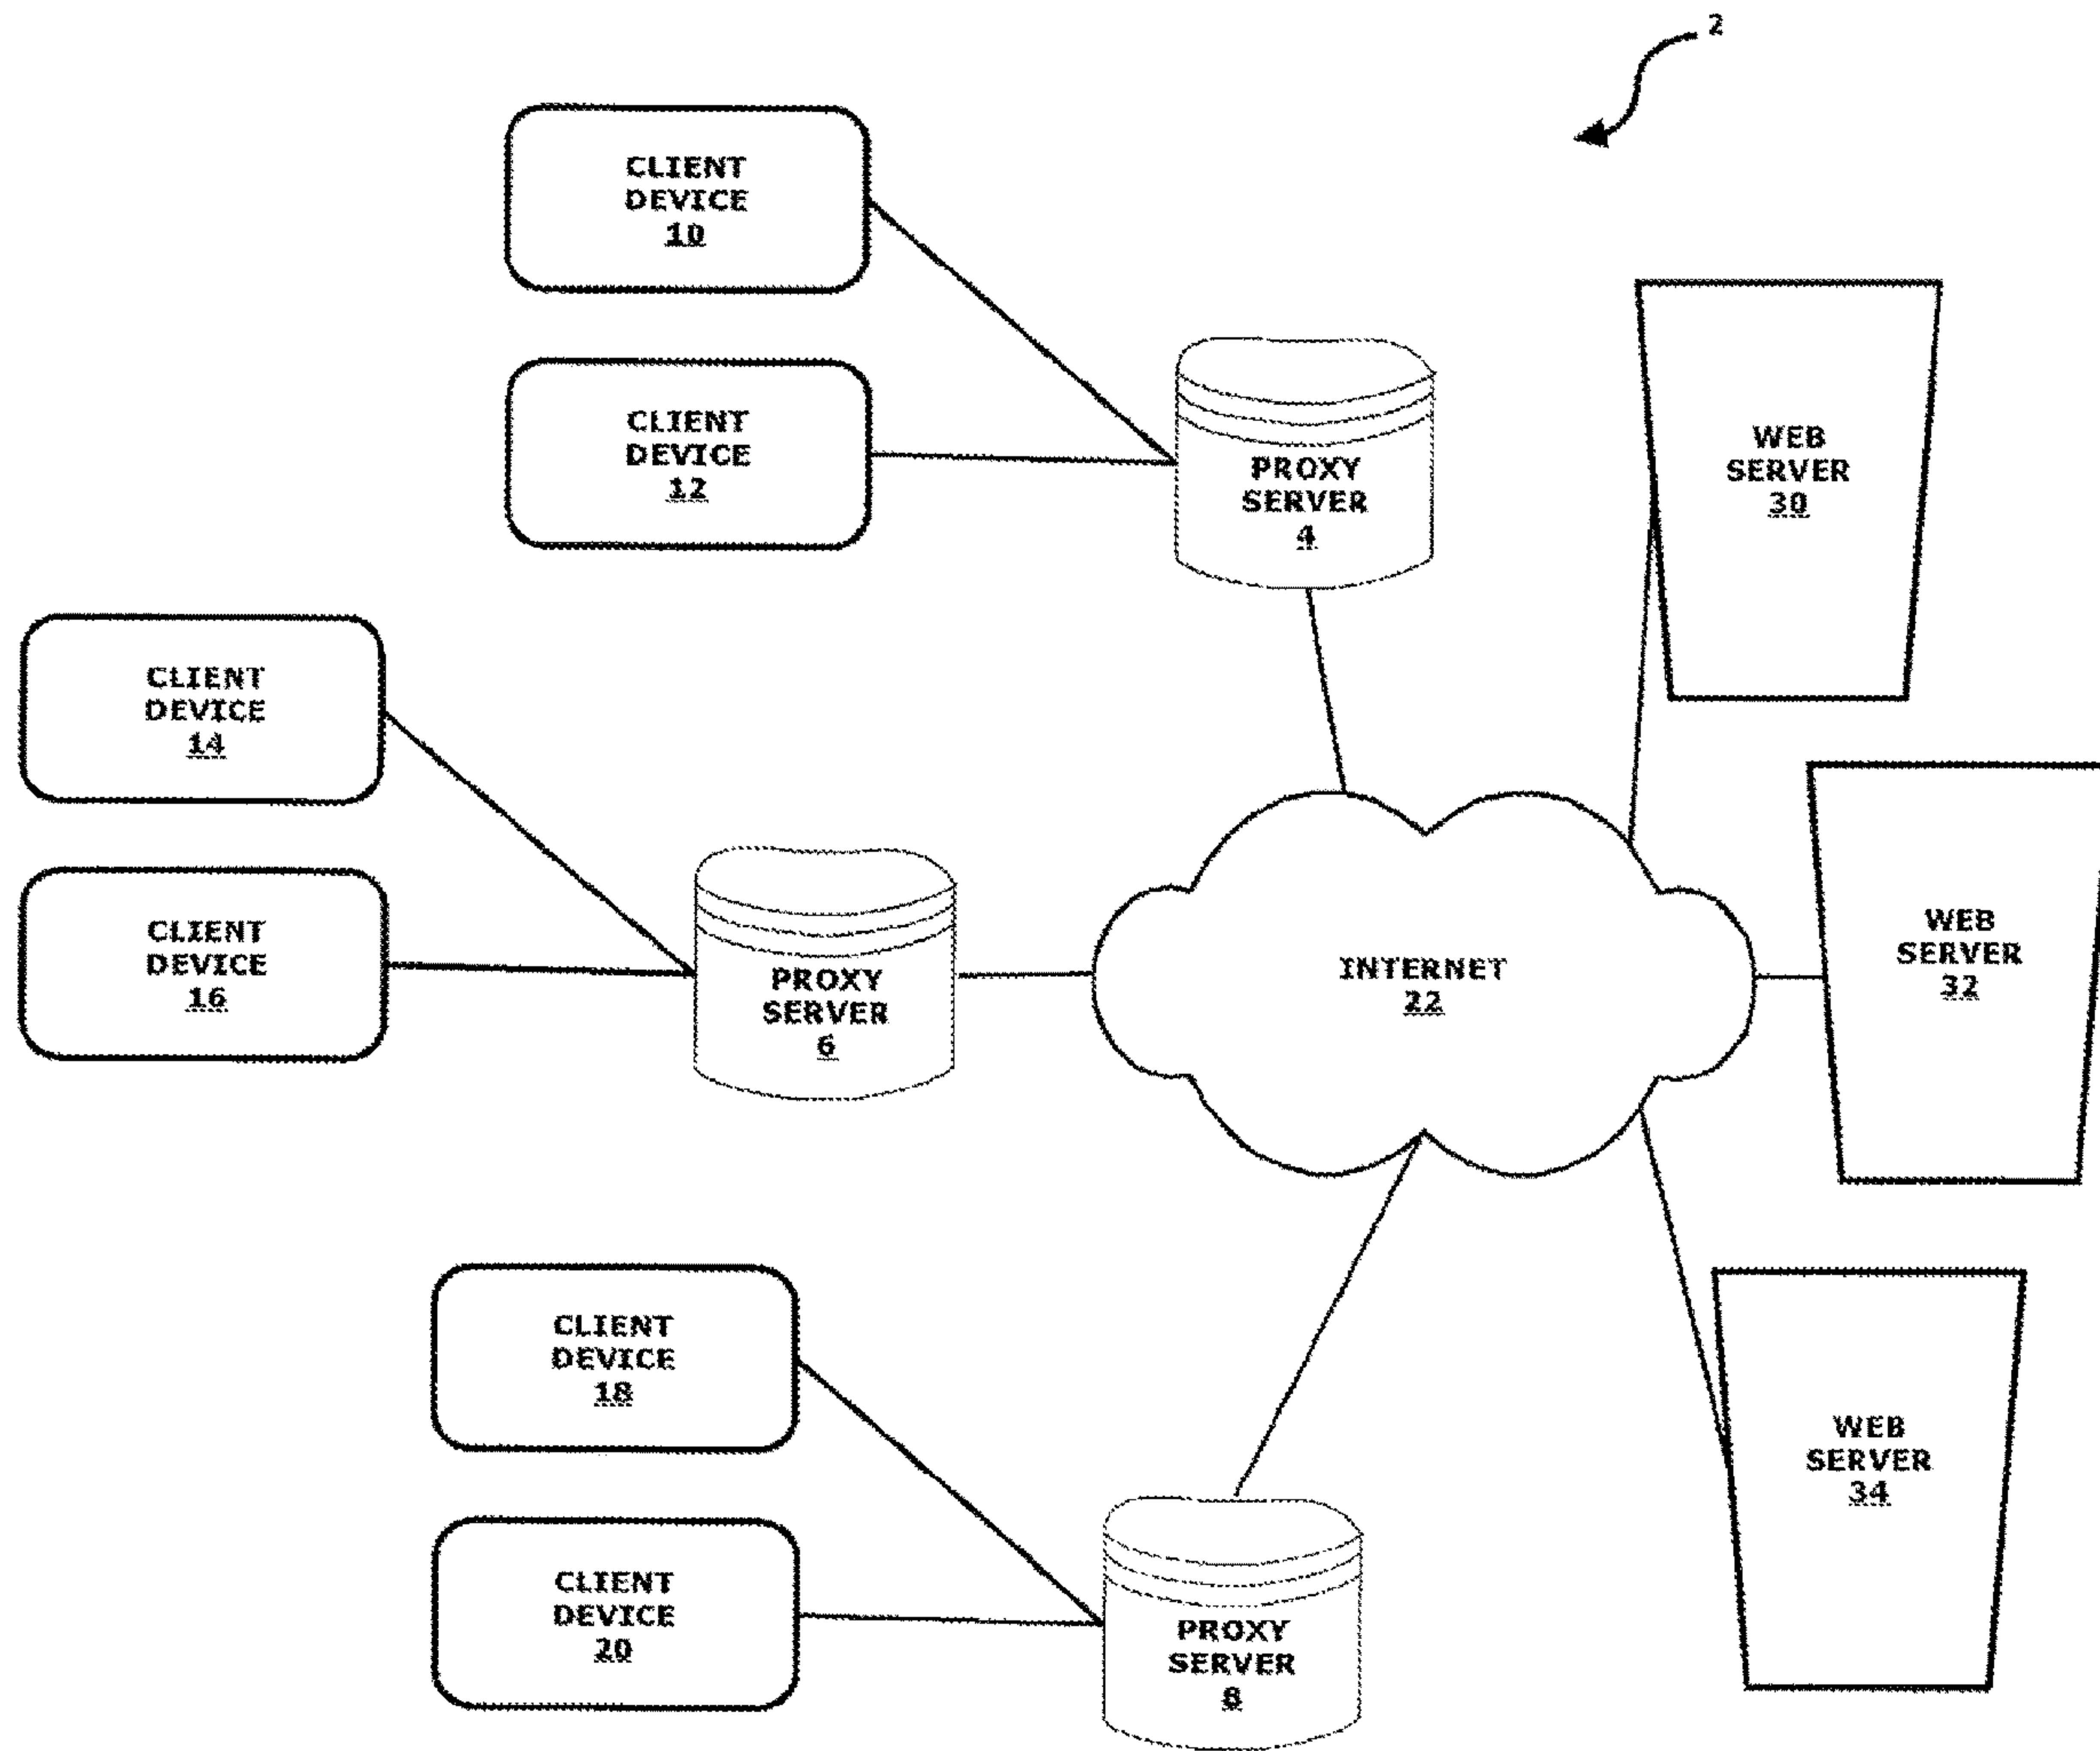 2
CLIENT
DEVICE
10
CLIENT
DEVICE
12
PROXY
SERVER
4
WEB
SERVER
30
CLIENT
DEVICE
14
CLIENT
DEVICE
16
PROXY
SERVER
6
INTERNET
22
WEB
SERVER
32
CLIENT
DEVICE
18
CLIENT
DEVICE
20
PROXY
SERVER
8
WEB
SERVER
34